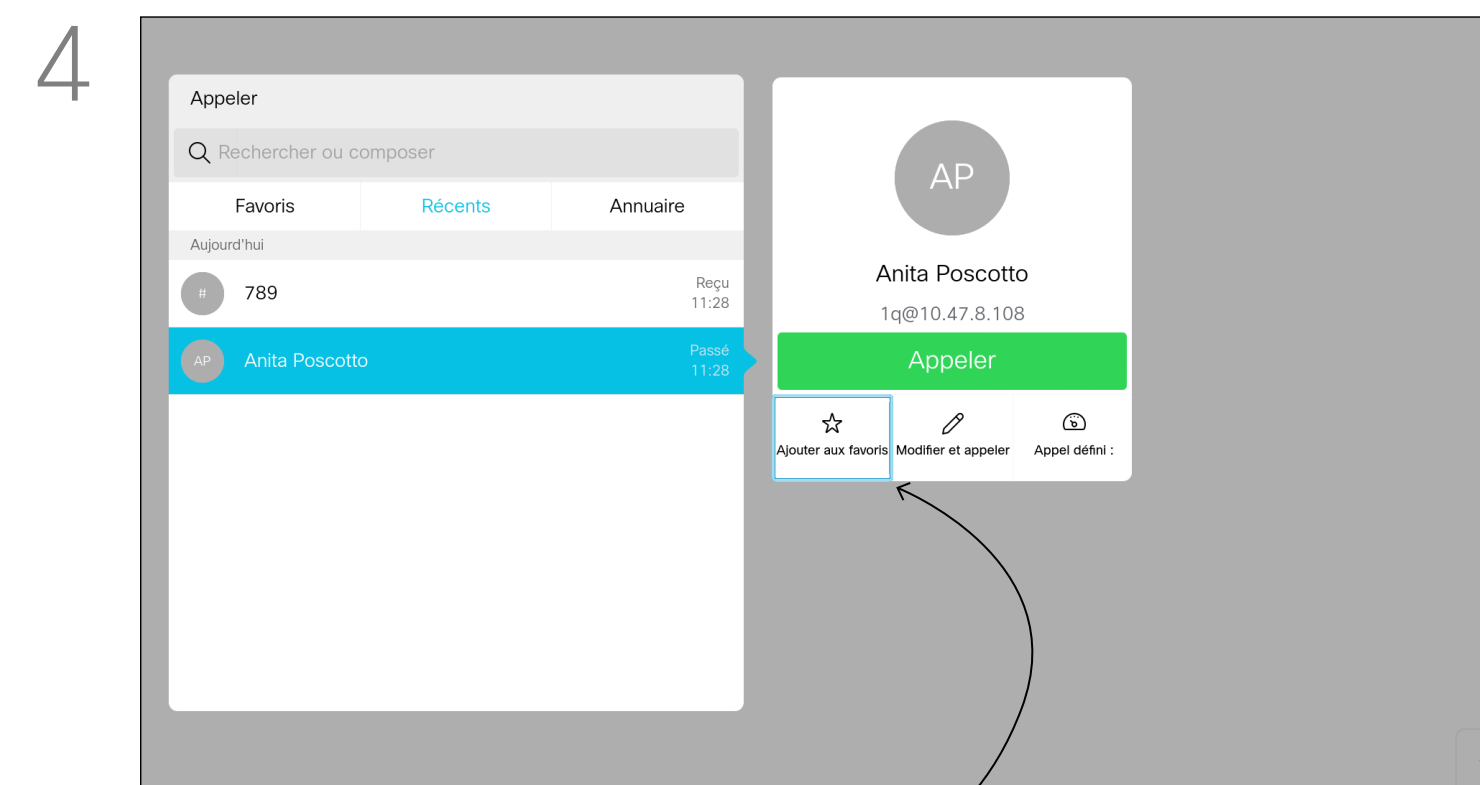 4
Appeler
Rechercher ou composer
Favoris Récents Annuaire
Aujourd'hui
# 789 Reçu
11:28
AP Anita Poscotto Passé
11:28
AP
Anita Poscotto
1q@10.47.8.108
Appeler
Ajouter aux favoris Modifier et appeler Appel défini :